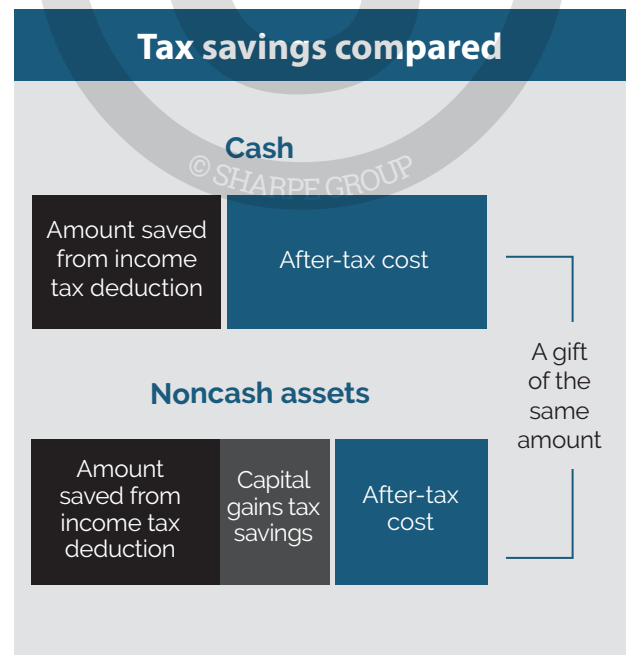 Tax savings compared
Cash
© SHARPE GROUP
Amount saved
from income
tax deduction
After-tax cost
A gift
of the
same
amount
Noncash assets
Amount
saved from
income tax
deduction
Capital
gains tax
savings
After-tax
cost